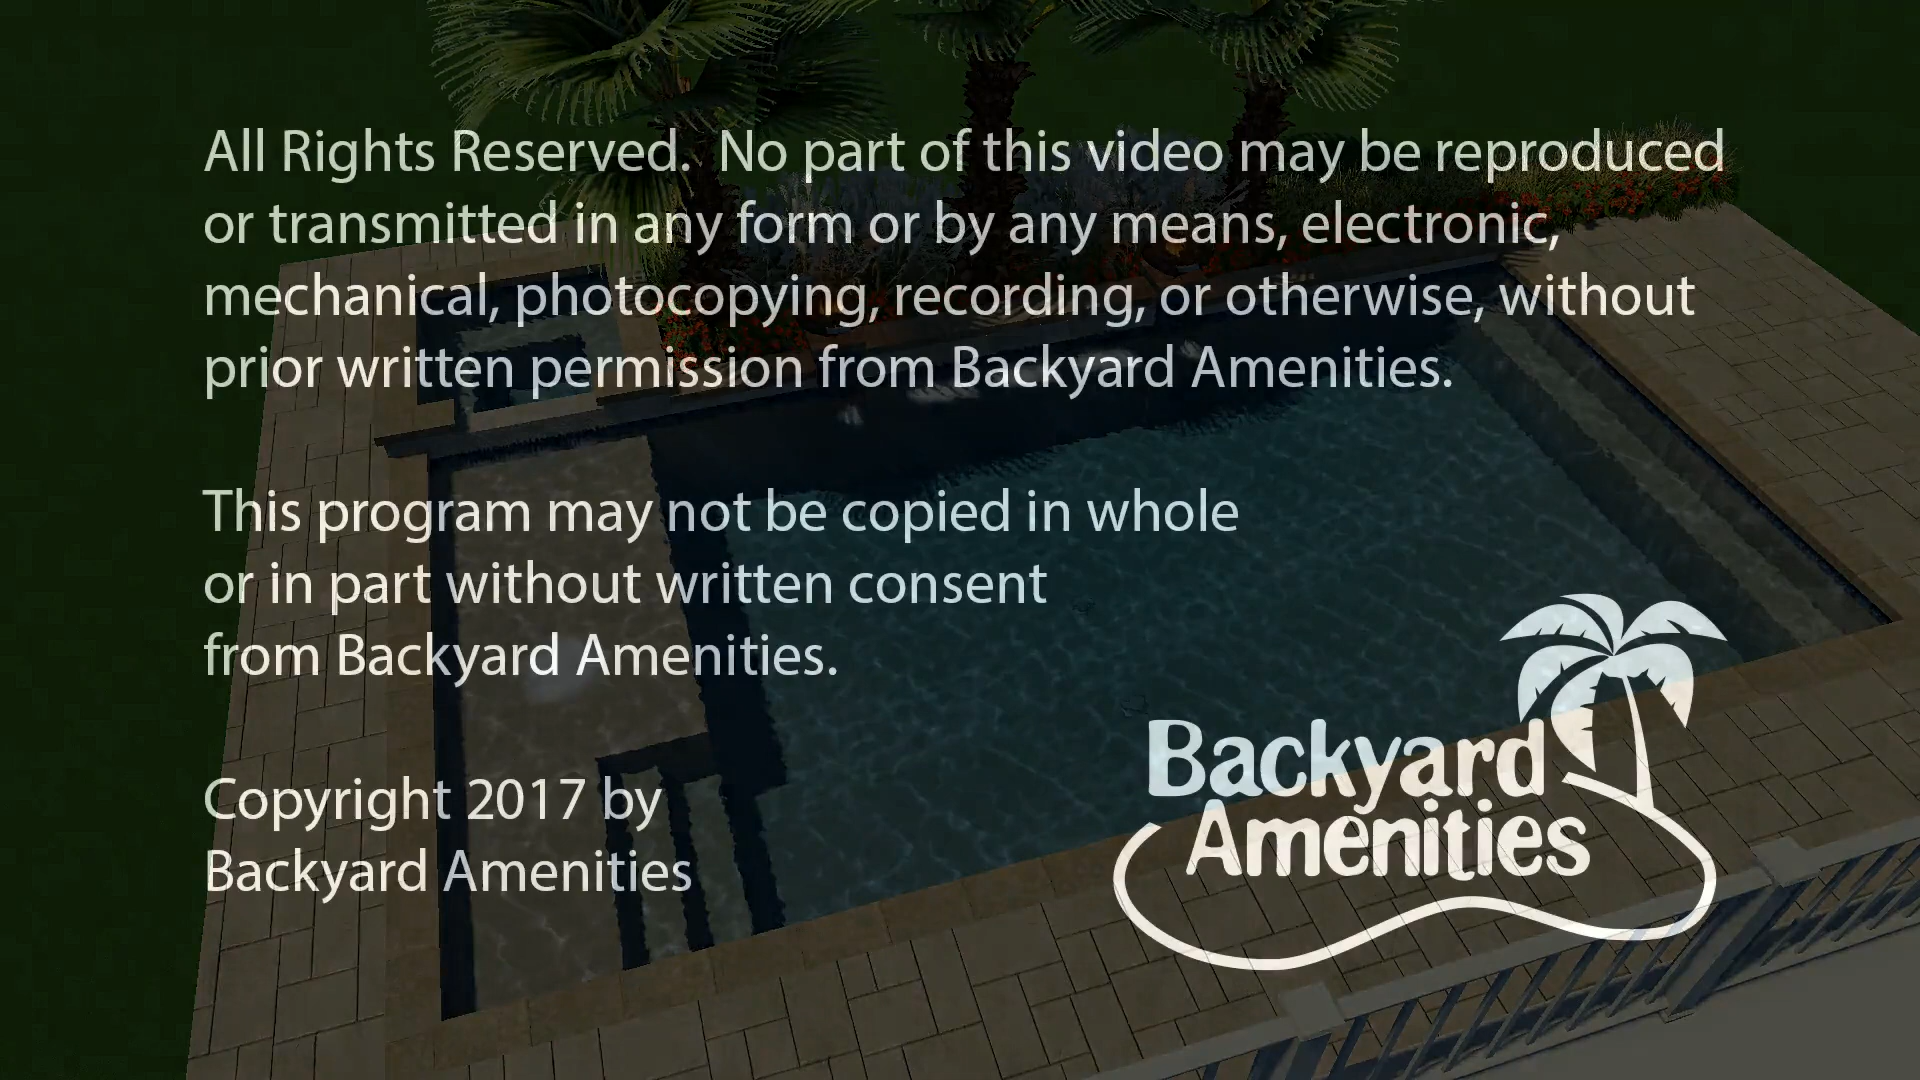 All Rights Reserved.  No part of this video may be reproduced
or transmitted in any form or by any means, electronic,
mechanical, photocopying, recording, or otherwise, without
prior written permission from Backyard Amenities.
This program may not be copied in whole
or in part without written consent
from Backyard Amenities.
Copyright 2017 by
Backyard Amenities
Backyard
Amenities